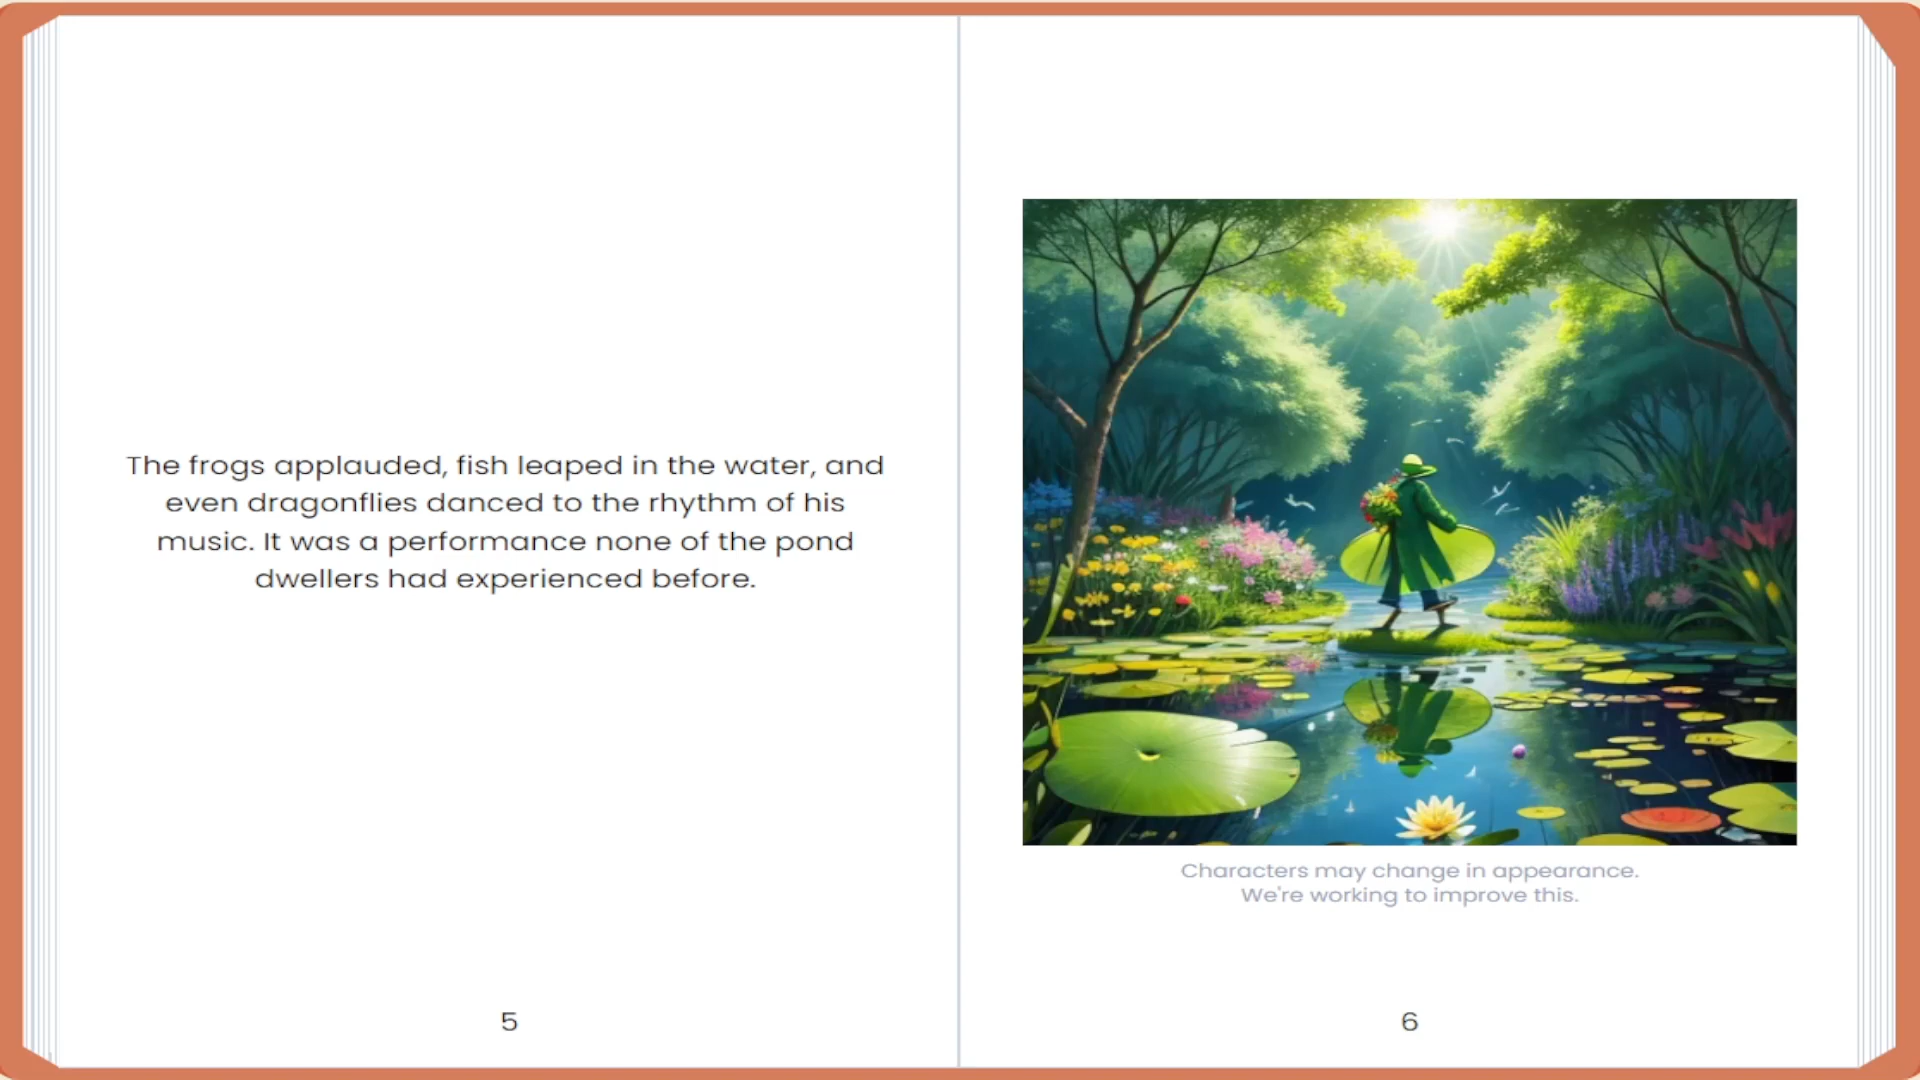 The frogs applauded, fish leaped in the water, and
even dragonflies danced to the rhythm of his
music. It was a performance none of the pond
dwellers had experienced before.
5
Characters may change in appearance.
We're working to improve this.
6